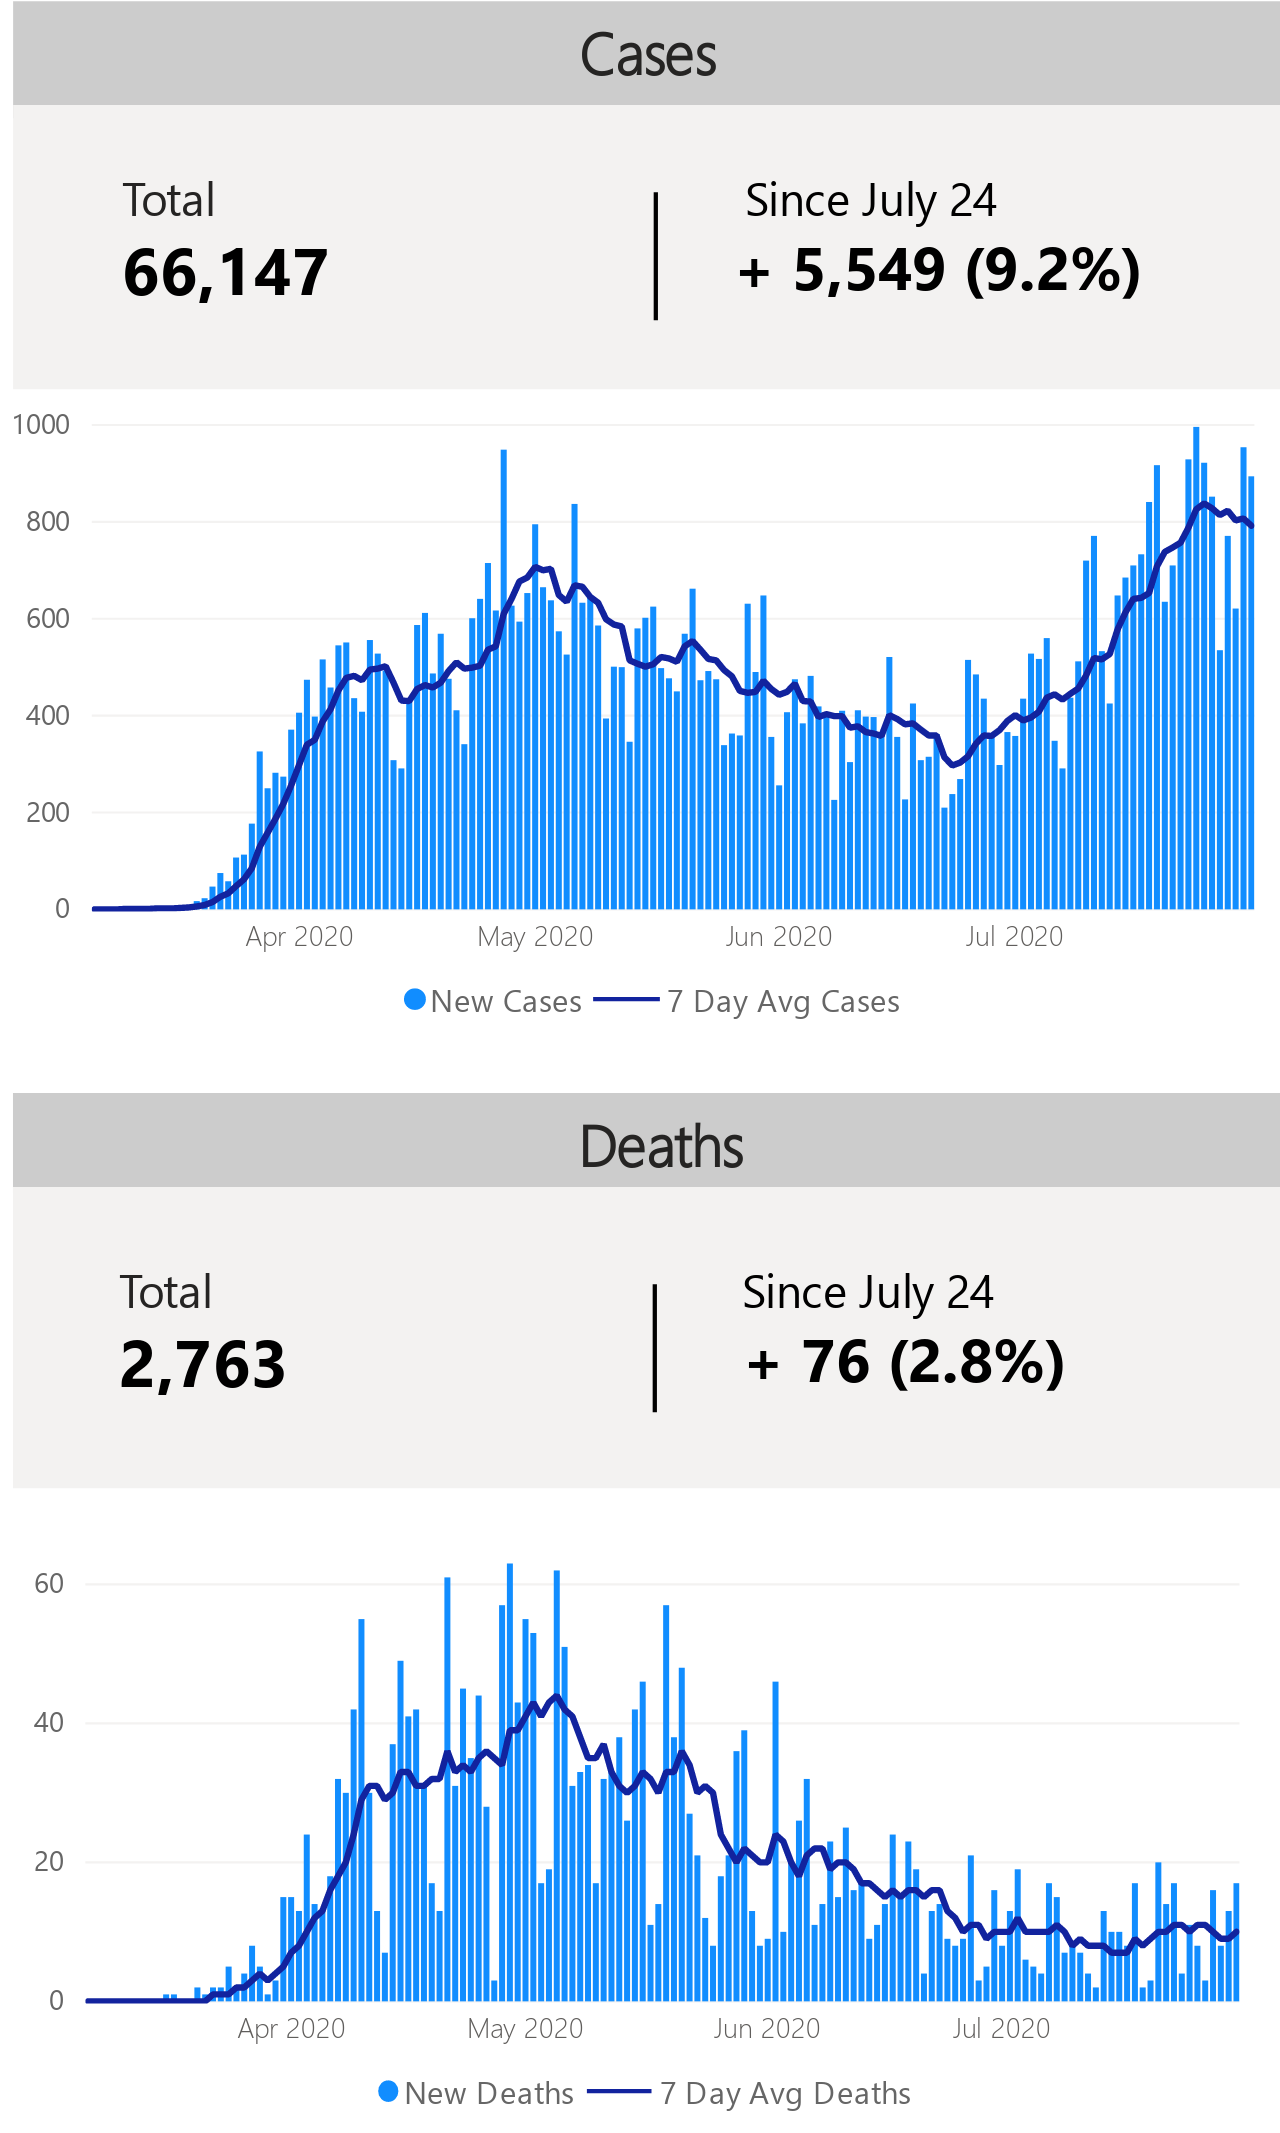 Cases
Total
Since July 24
66,147
+ 5,549 (9.2%)
1000
800
600
400
200
0
Apr 2020
May 2020
Jun 2020
Jul 2020
New Cases
7 Day Avg Cases
Deaths
Total
Since July 24
2,763
+ 76 (2.8%)
60
40
20
0
Apr 2020
May 2020
Jun 2020
Jul 2020
New Deaths
7 Day Avg Deaths